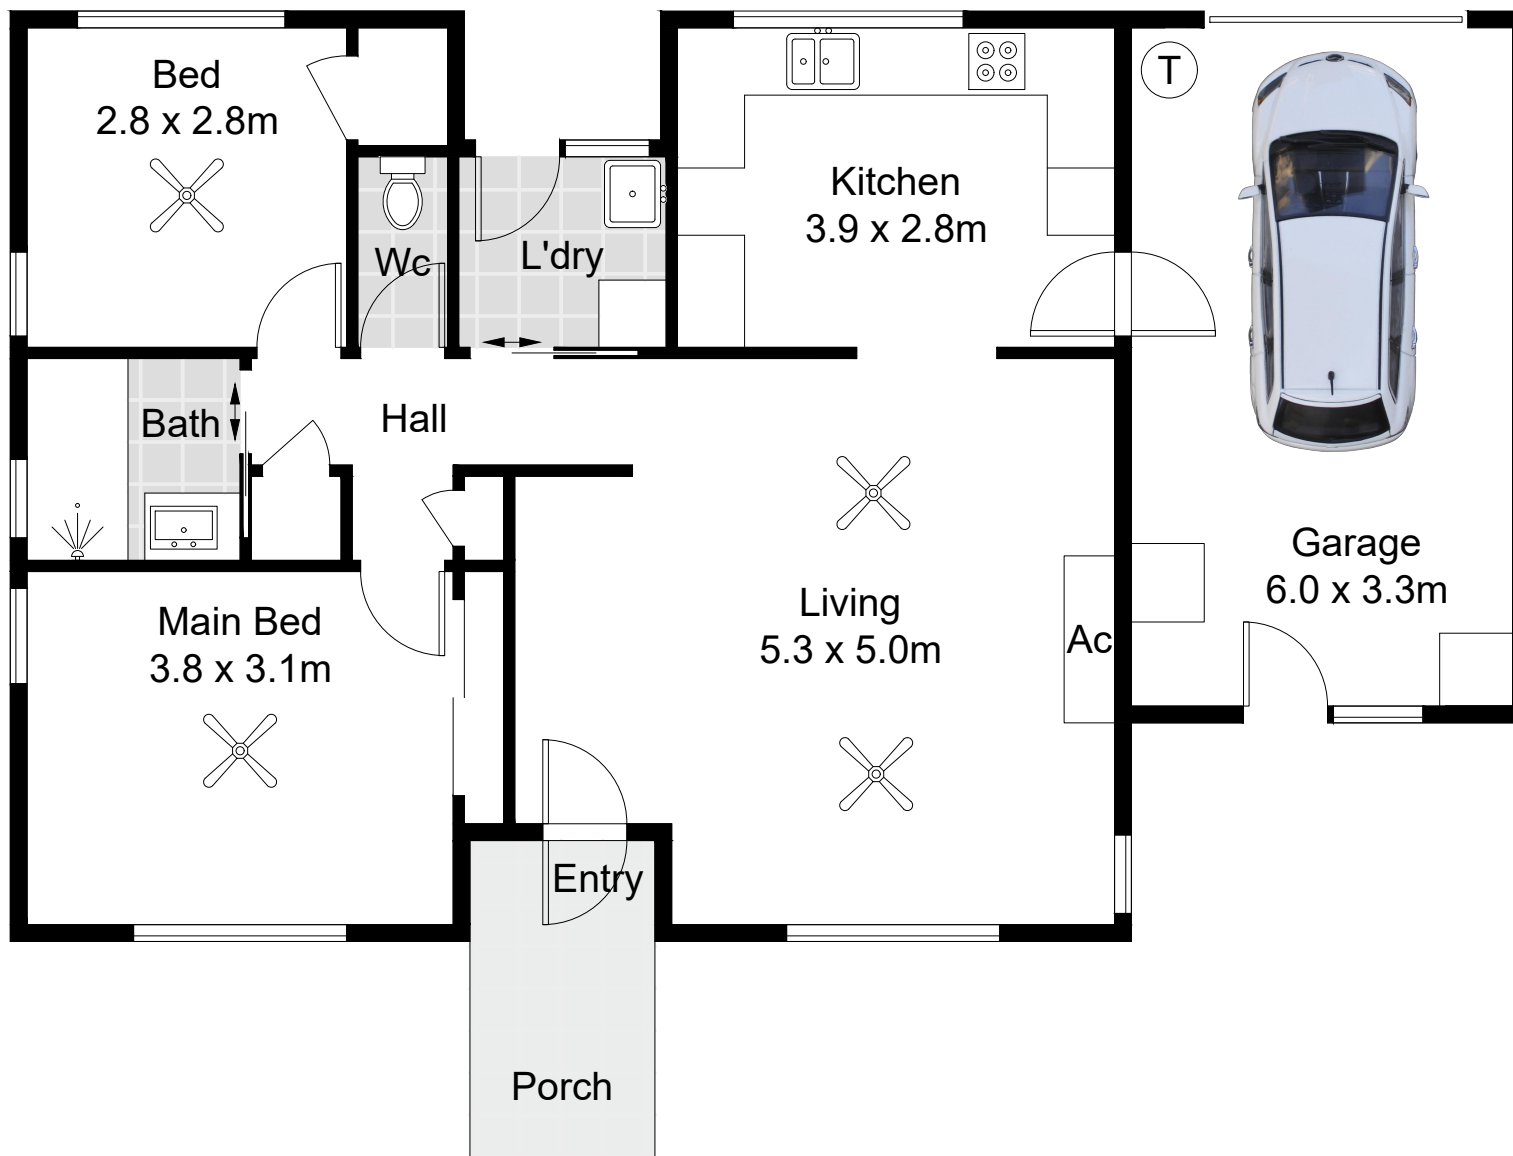 Bed
2.8 x 2.8m
T
Kitchen
3.9 x 2.8m
Wc
L'dry
Bath
Hall
Garage
6.0 x 3.3m
Living
5.3 x 5.0m
Ac
Main Bed
3.8 x 3.1m
Entry
Porch